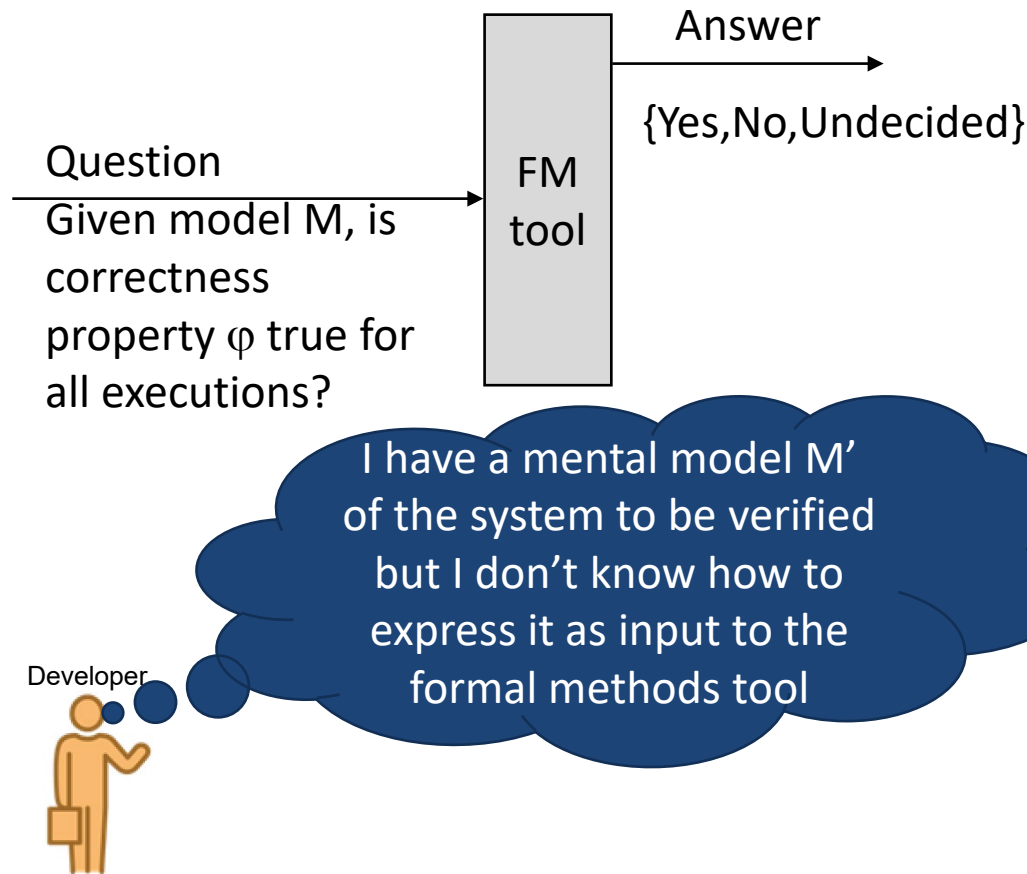 Answer
{Yes,No,Undecided}
Question
Given model M, is
correctness
property φ true for
all executions?
FM
tool
I have a mental model M’
of the system to be verified
but I don’t know how to
express it as input to the
formal methods tool
Developer